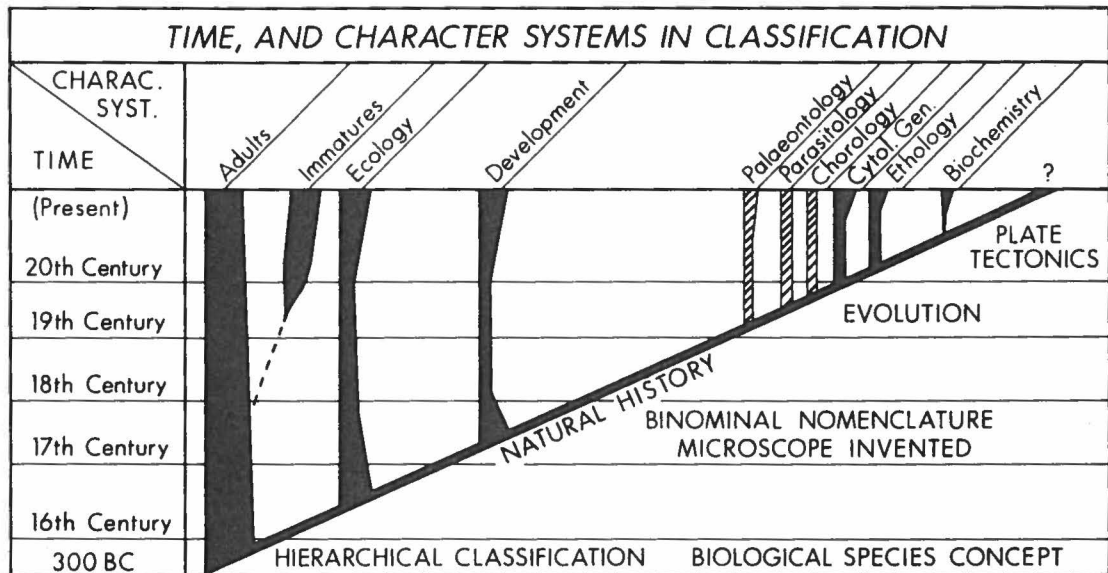 TIME, AND CHARACTER SYSTEMS IN CLASSIFICATION
CHARAC.
SYST.
TIME
Adults
Immatures
Ecology
Development
Palaeontology
Parasitology
Chorology
Cytol. Gen.
Ethology
Biochemistry
?
(Present)
PLATE
TECTONICS
20th Century
EVOLUTION
19th Century
18th Century
NATURAL HISTORY
BINOMINAL NOMENCLATURE
MICROSCOPE INVENTED
17th Century
16th Century
300 BC
HIERARCHICAL CLASSIFICATION
BIOLOGICAL SPECIES CONCEPT